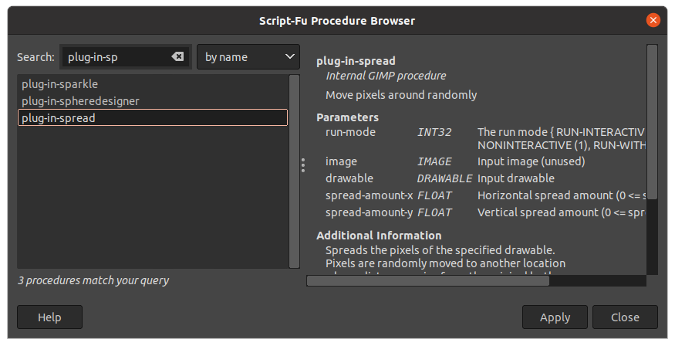 Script-Fu Procedure Browser
Search: plug-in-sp by name
plug-in-sparkle
plug-in-spheredesigner
plug-in-spread
3 procedures match your query
plug-in-spread
Internal GIMP procedure
Move pixels around randomly
Parameters
run-mode INT32 The run mode { RUN-INTERACTIV
NONINTERACTIVE (1), RUN-WITH
image IMAGE Input image (unused)
drawable DRAWABLE Input drawable
spread-amount-x FLOAT Horizontal spread amount (0 <= s
spread-amount-y FLOAT Vertical spread amount (0 <= spr
Additional Information
Spreads the pixels of the specified drawable.
Pixels are randomly moved to another location
Help Apply Close